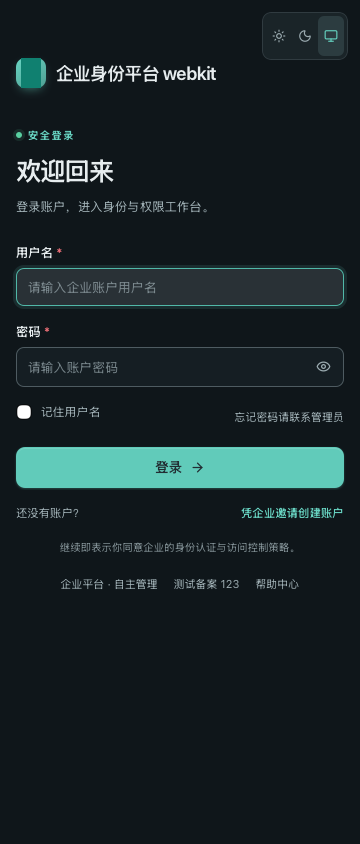 企业身份平台 webkit
安全登录
欢迎回来
登录账户，进入身份与权限工作台。
用户名 *
请输入企业账户用户名
密码 *
请输入账户密码
记住用户名
忘记密码请联系管理员
登录 →
还没有账户?
凭企业邀请创建账户
继续即表示你同意企业的身份认证与访问控制策略。
企业平台 · 自主管理 测试备案 123 帮助中心